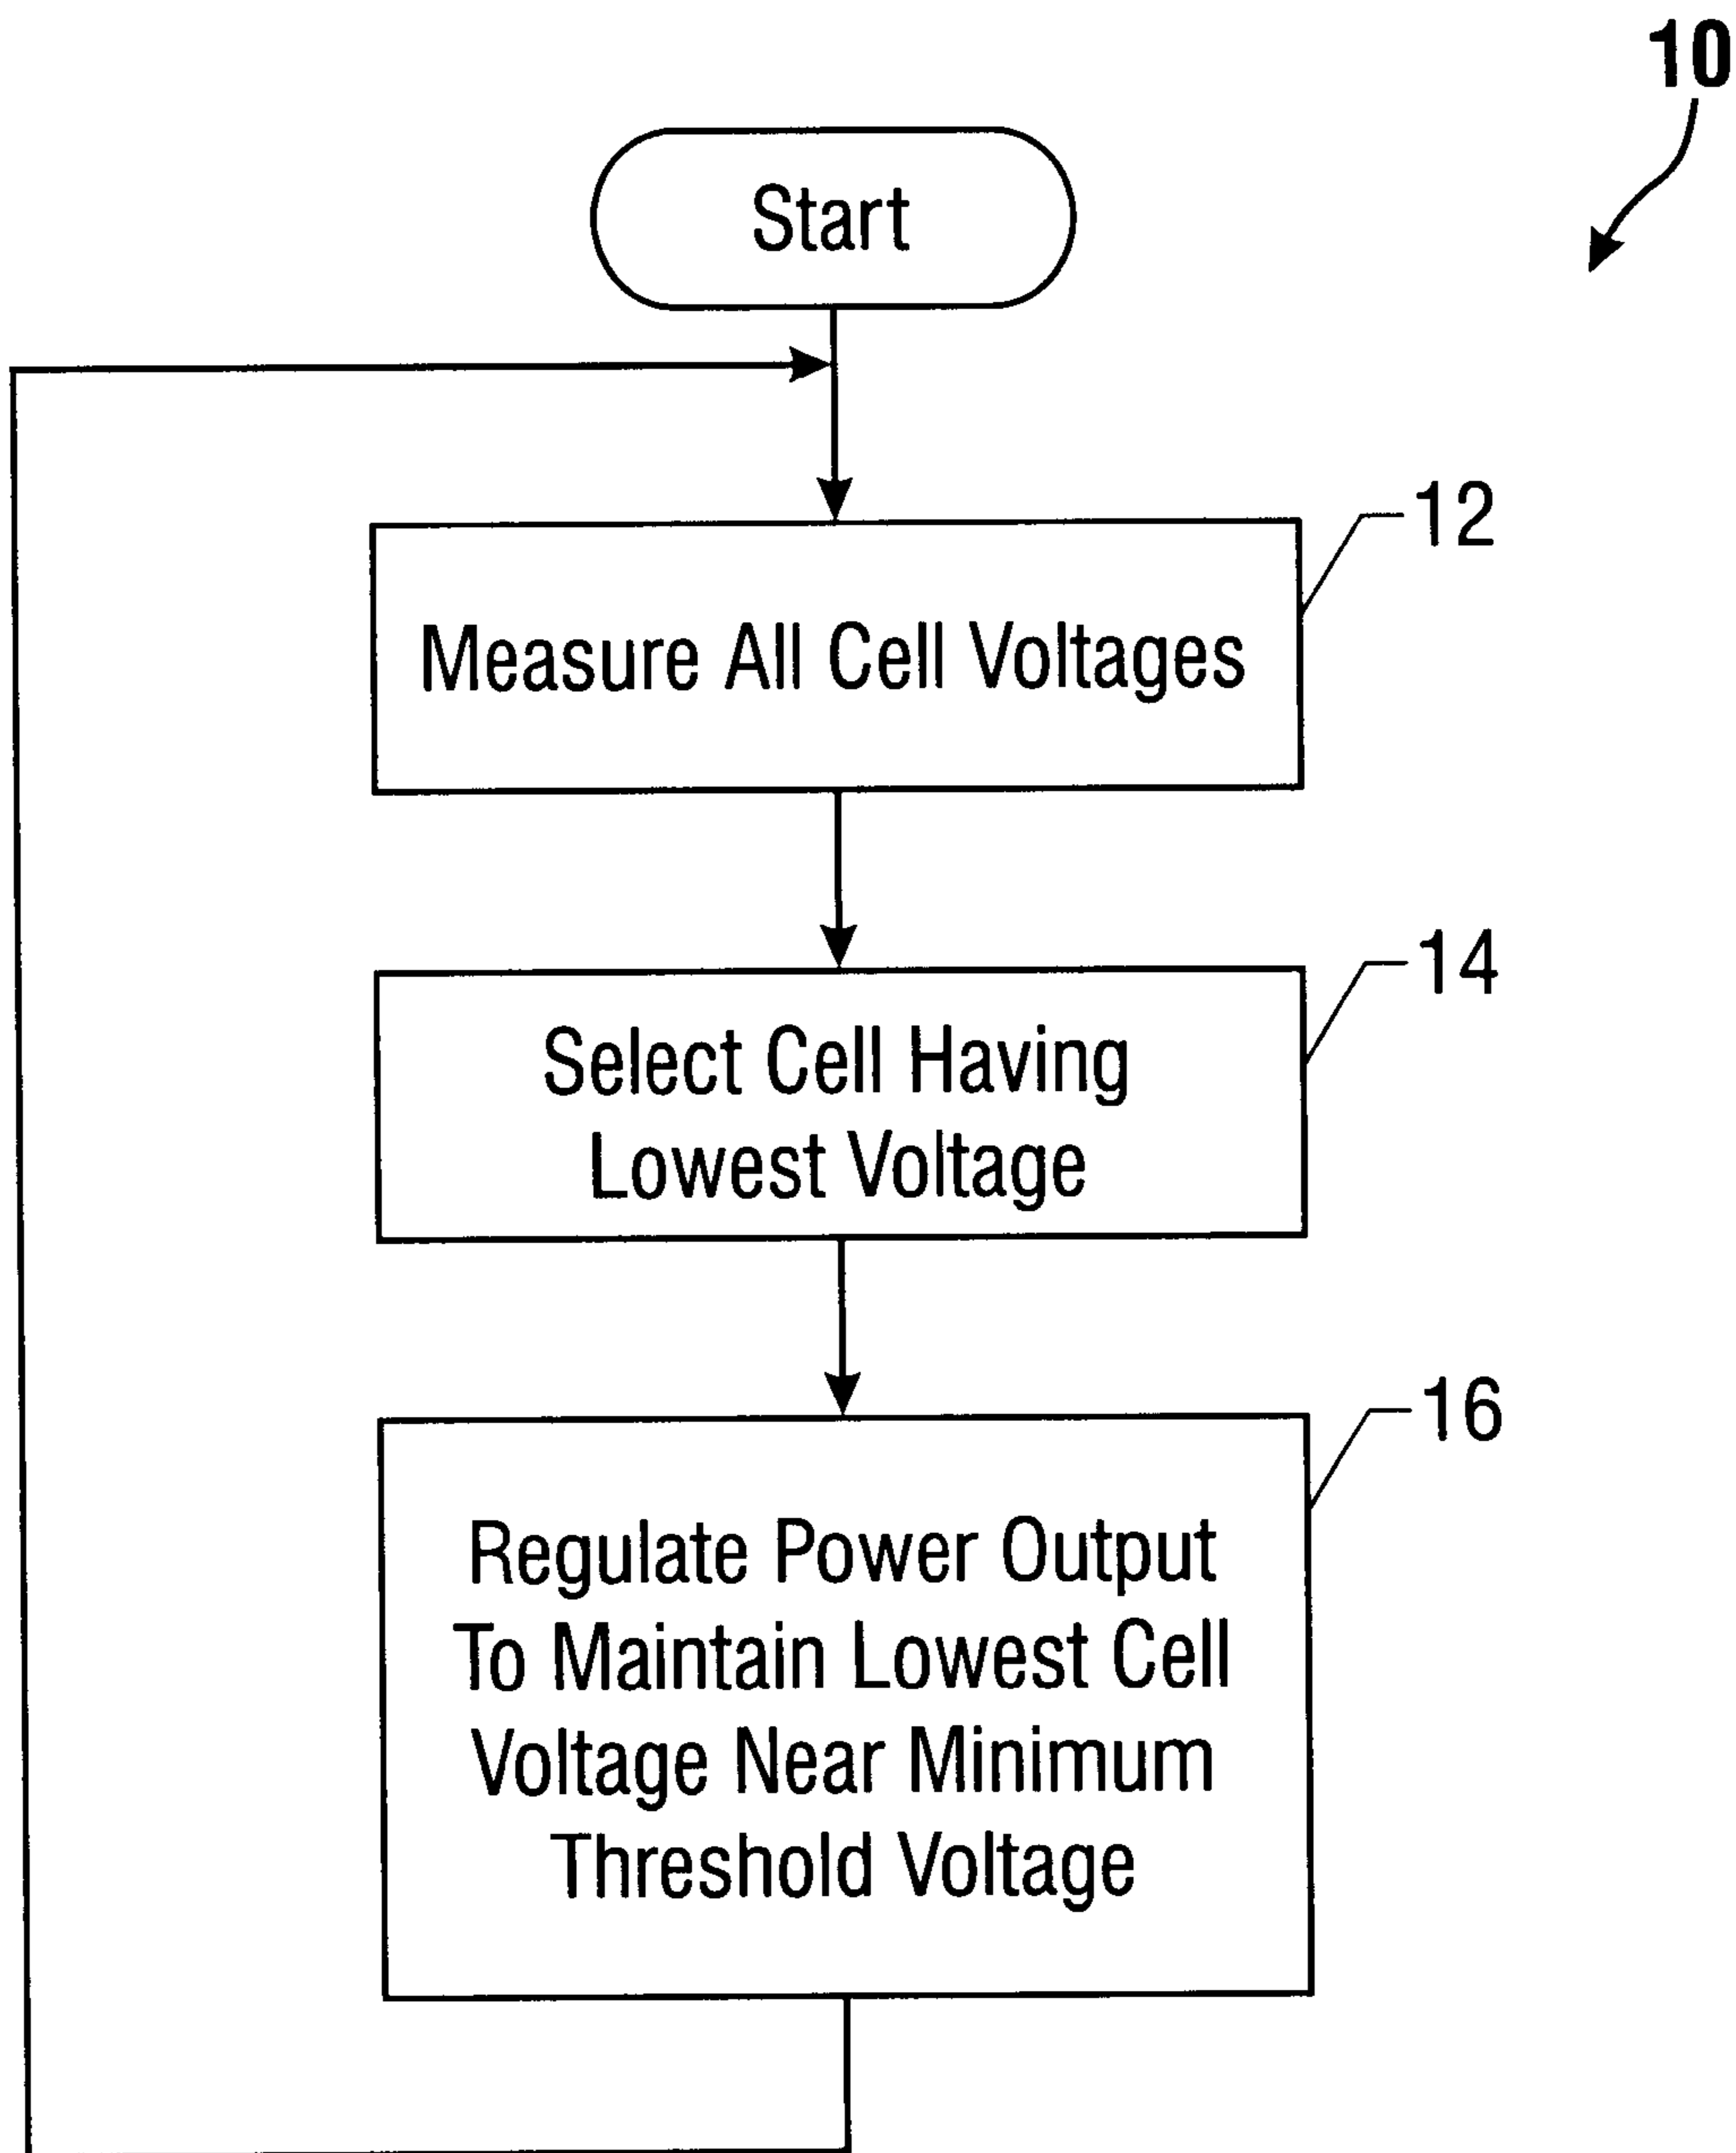 10
Start
12
Measure All Cell Voltages
14
Select Cell Having
Lowest Voltage
16
Regulate Power Output
To Maintain Lowest Cell
Voltage Near Minimum
Threshold Voltage